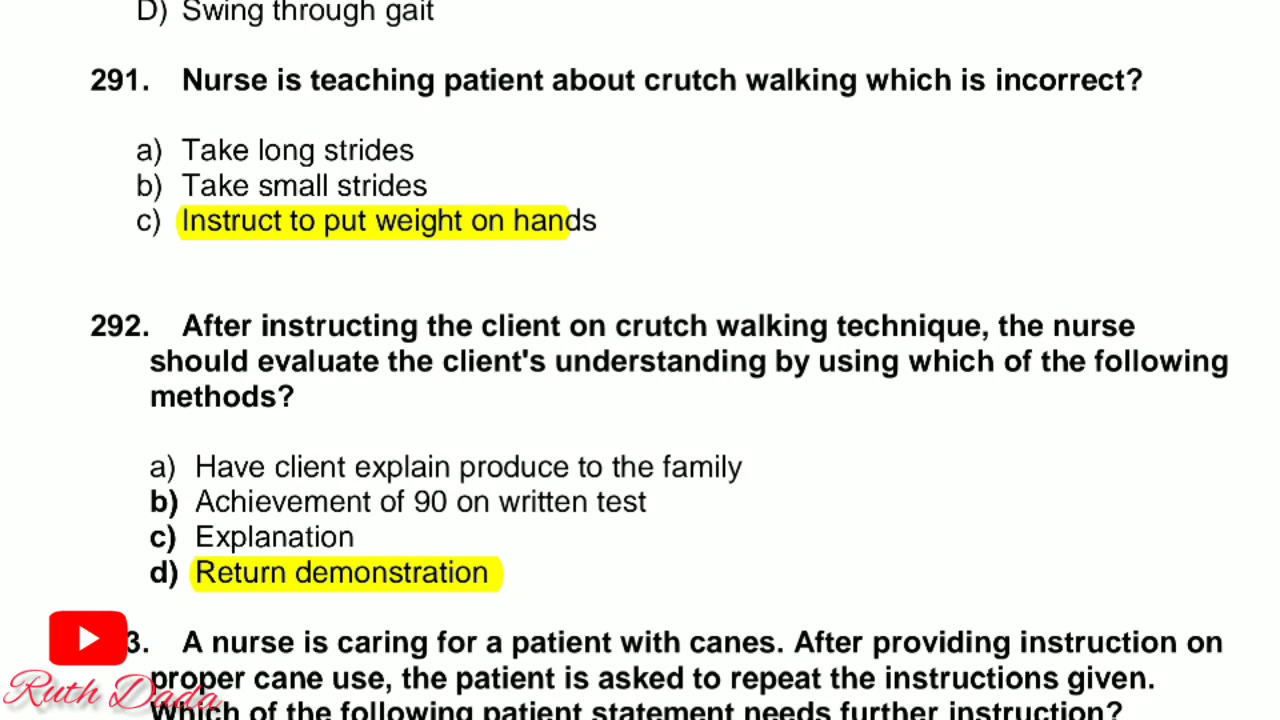 D) Swing through gait
291. Nurse is teaching patient about crutch walking which is incorrect?
a) Take long strides
b) Take small strides
c) Instruct to put weight on hands
292. After instructing the client on crutch walking technique, the nurse
should evaluate the client's understanding by using which of the following
methods?
a) Have client explain produce to the family
b) Achievement of 90 on written test
c) Explanation
d) Return demonstration
3. A nurse is caring for a patient with canes. After providing instruction on
proper cane use, the patient is asked to repeat the instructions given.
Which of the following patient statement needs further instruction?
Ruth Dada